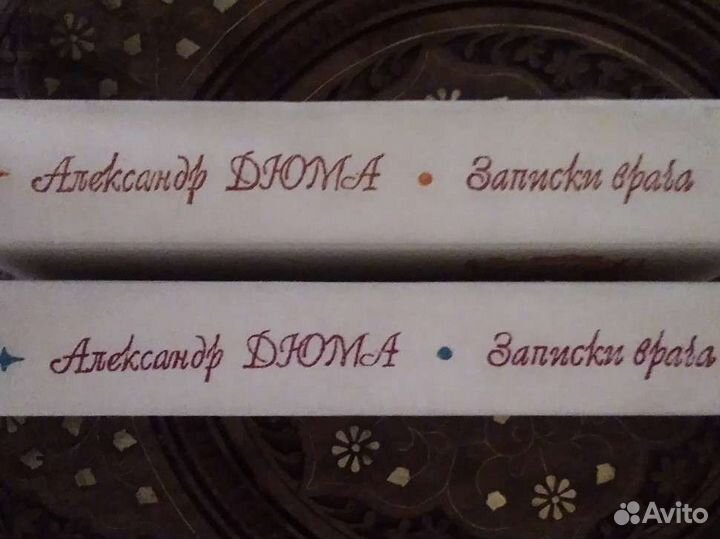 Александр ДЮМА • Записки врача
Александр ДЮМА • Записки врача
Avito